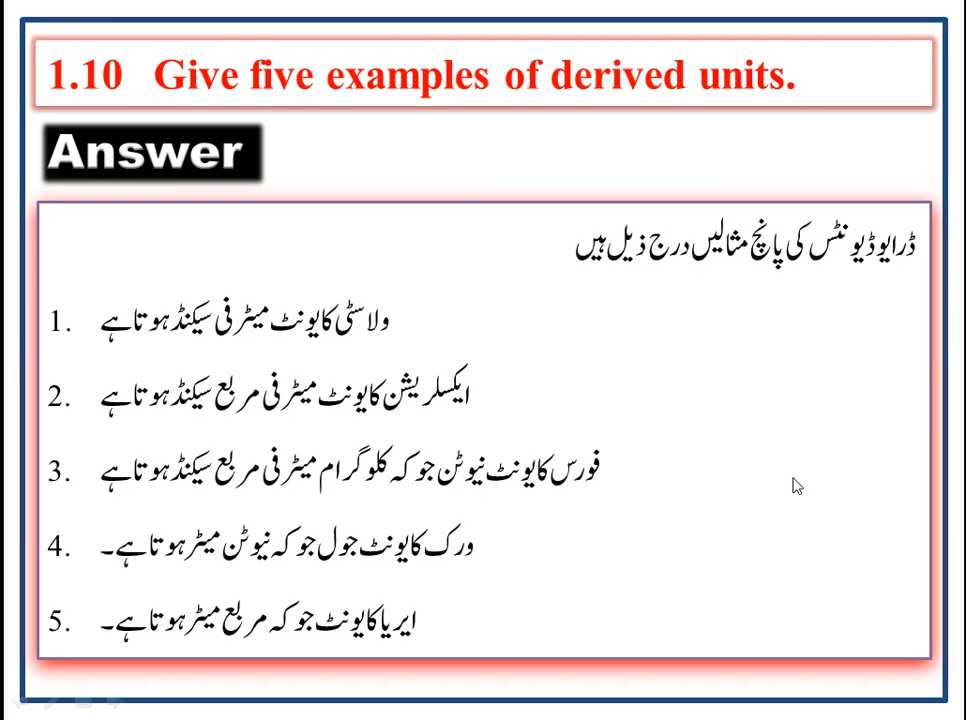 1.10 Give five examples of derived units.
Answer
ڈرایوڈ یونٹس کی پانچ مثالیں درج ذیل ہیں
1. ولاسٹی کا یونٹ میٹر فی سیکنڈ ہوتا ہے
2. ایکسلریشن کا یونٹ میٹر فی مربع سیکنڈ ہوتا ہے
3. فورس کا یونٹ نیوٹن جو کہ کلوگرام میٹر فی مربع سیکنڈ ہوتا ہے
4. ورک کا یونٹ جول جو کہ نیوٹن میٹر ہوتا ہے۔
5. ایریا کا یونٹ جو کہ مربع میٹر ہوتا ہے۔